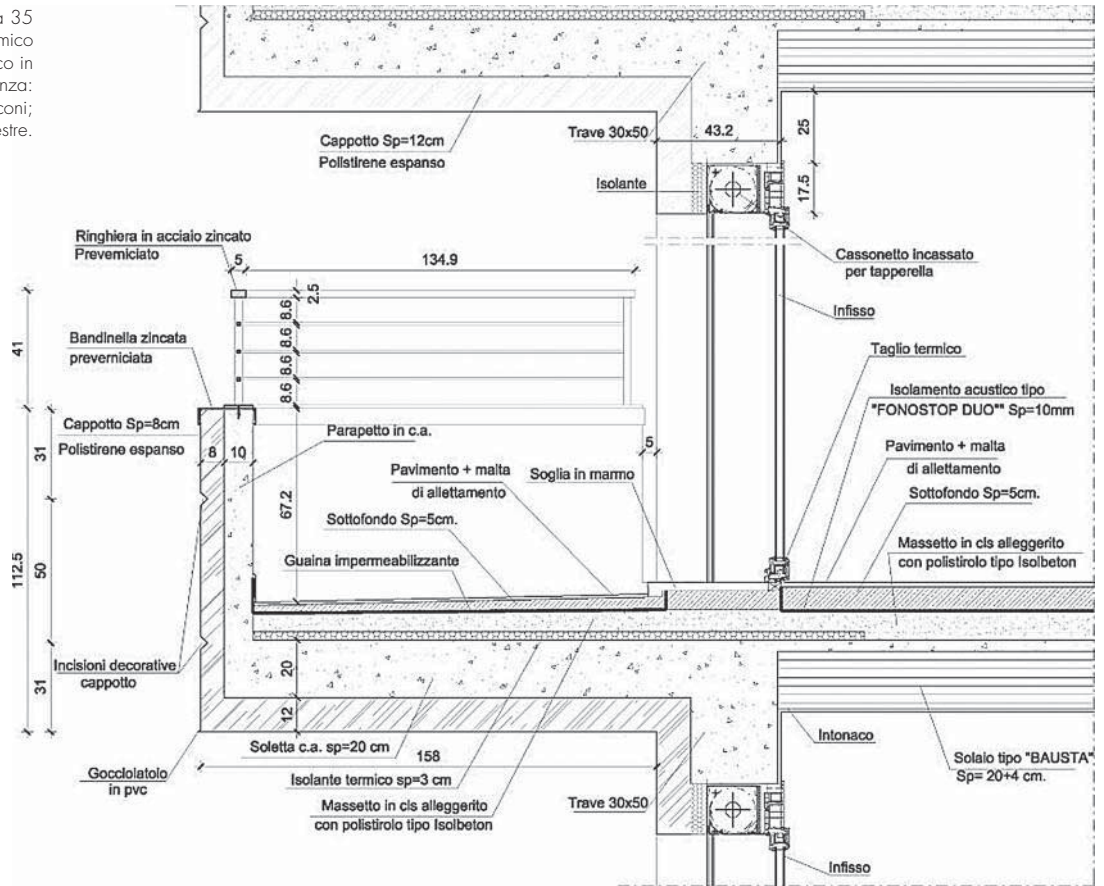 a 35
mico
co in
nza:
coni;
estre.
Cappotto Sp=12cm
Polistirene espanso
Trave 30x50
43.2
25
17.5
Isolante
Ringhiera in acciaio zincato
Preverniciato
5
134.9
2.5
8.6
8.6
8.6
8.6
Cassonetto incassato
per tapperella
Infisso
41
Bandinella zincata
preverniciata
Taglio termico
Isolamento acustico tipo
"FONOSTOP DUO"" Sp=10mm
Cappotto Sp=8cm
Polistirene espanso
8
10
Parapetto in c.a.
5
31
Pavimento + malta
di allettamento
Soglia in marmo
Pavimento + malta
di allettamento
67.2
Sottofondo Sp=5cm.
Sottofondo Sp=5cm.
Guaina impermeabilizzante
Massetto in cls alleggerito
con polistirolo tipo Isolbeton
112.5
50
Incisioni decorative
cappotto
31
20
12
Soletta c.a. sp=20 cm
158
Intonaco
Gocciolatoio
in pvc
Isolante termico sp=3 cm
Solaio tipo "BAUSTA"
Sp= 20+4 cm.
Massetto in cls alleggerito
con polistirolo tipo Isolbeton
Trave 30x50
Infisso